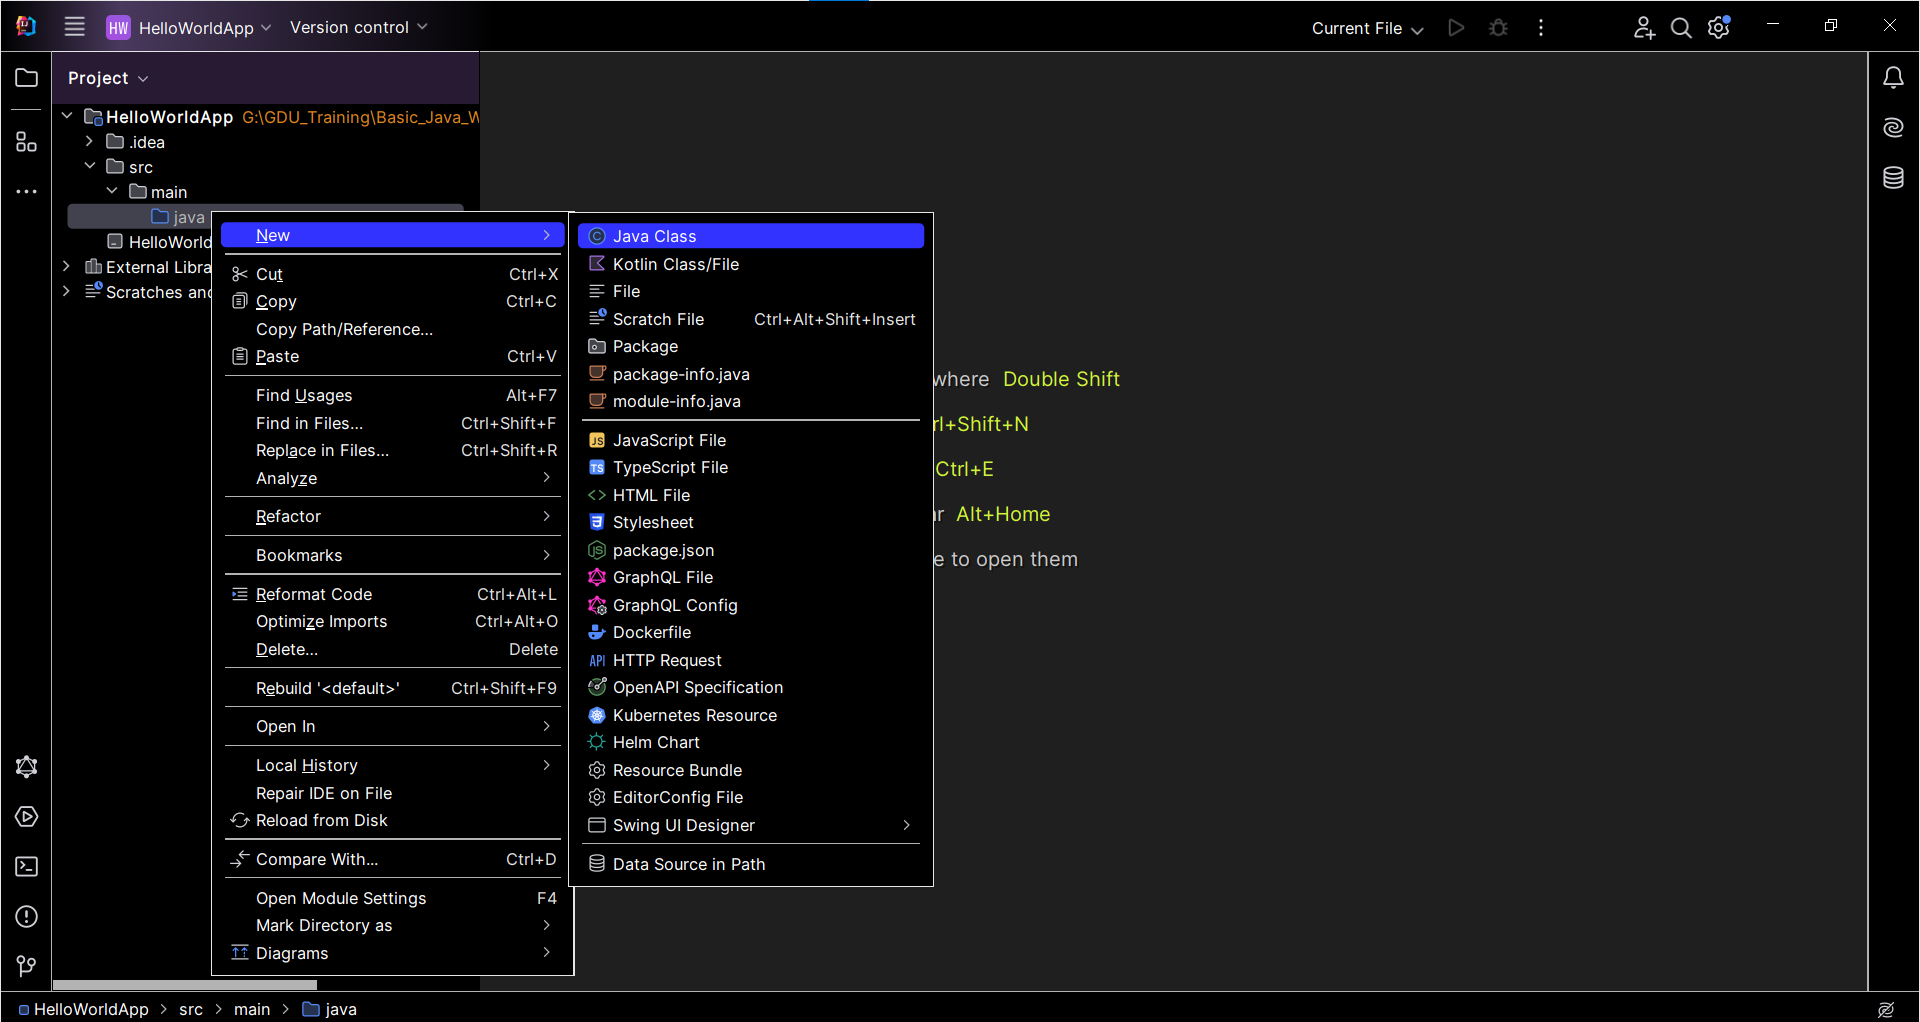 HW HelloWorldApp Version control Current File
Project
HelloWorldApp G:\GDU_Training\Basic_Java_W
.idea
src
main
java
HelloWorld
External Libra
Scratches and
New
Cut Ctrl+X
Copy Ctrl+C
Copy Path/Reference...
Paste Ctrl+V
Find Usages Alt+F7
Find in Files... Ctrl+Shift+F
Replace in Files... Ctrl+Shift+R
Analyze
Refactor
Bookmarks
Reformat Code Ctrl+Alt+L
Optimize Imports Ctrl+Alt+O
Delete... Delete
Rebuild '<default>' Ctrl+Shift+F9
Open In
Local History
Repair IDE on File
Reload from Disk
Compare With... Ctrl+D
Open Module Settings F4
Mark Directory as
Diagrams
Java Class
Kotlin Class/File
File
Scratch File Ctrl+Alt+Shift+Insert
Package
package-info.java
module-info.java
JS JavaScript File
TS TypeScript File
HTML File
Stylesheet
package.json
GraphQL File
GraphQL Config
Dockerfile
API HTTP Request
OpenAPI Specification
Kubernetes Resource
Helm Chart
Resource Bundle
EditorConfig File
Swing UI Designer
Data Source in Path
where Double Shift
rl+Shift+N
Ctrl+E
ar Alt+Home
e to open them
HelloWorldApp > src > main > java